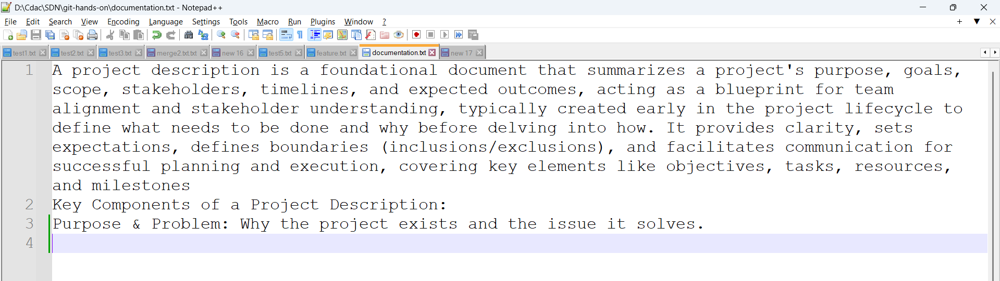 D:\Cdac\SDN\git-hands-on\documentation.txt - Notepad++
File Edit Search View Encoding Language Settings Tools Macro Run Plugins Window ?
test1.txt test2.txt test3.txt merge2.txt.txt new 16 test5.txt feature.txt documentation.txt new 17
1 A project description is a foundational document that summarizes a project's purpose, goals,
scope, stakeholders, timelines, and expected outcomes, acting as a blueprint for team
alignment and stakeholder understanding, typically created early in the project lifecycle to
define what needs to be done and why before delving into how. It provides clarity, sets
expectations, defines boundaries (inclusions/exclusions), and facilitates communication for
successful planning and execution, covering key elements like objectives, tasks, resources,
and milestones
2 Key Components of a Project Description:
3 Purpose & Problem: Why the project exists and the issue it solves.
4